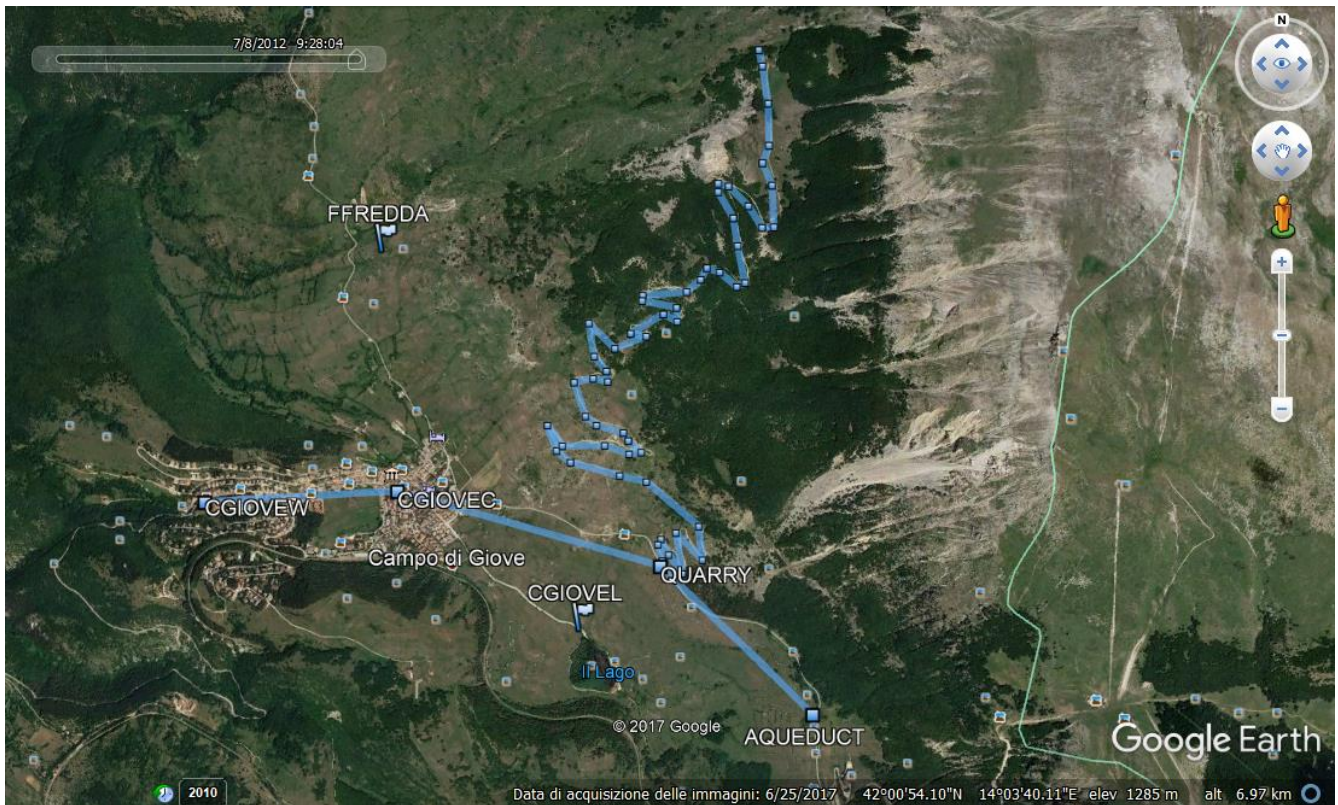 7/8/2012 9:28:04
N
FFREDDA
CGIOVEW
CGIOVEC
Campo di Giove
QUARRY
CGIOVEL
Il Lago
© 2017 Google
AQUEDUCT
Google Earth
2010
Data di acquisizione delle immagini: 6/25/2017 42°00'54.10"N 14°03'40.11"E elev 1285 m alt 6.97 km